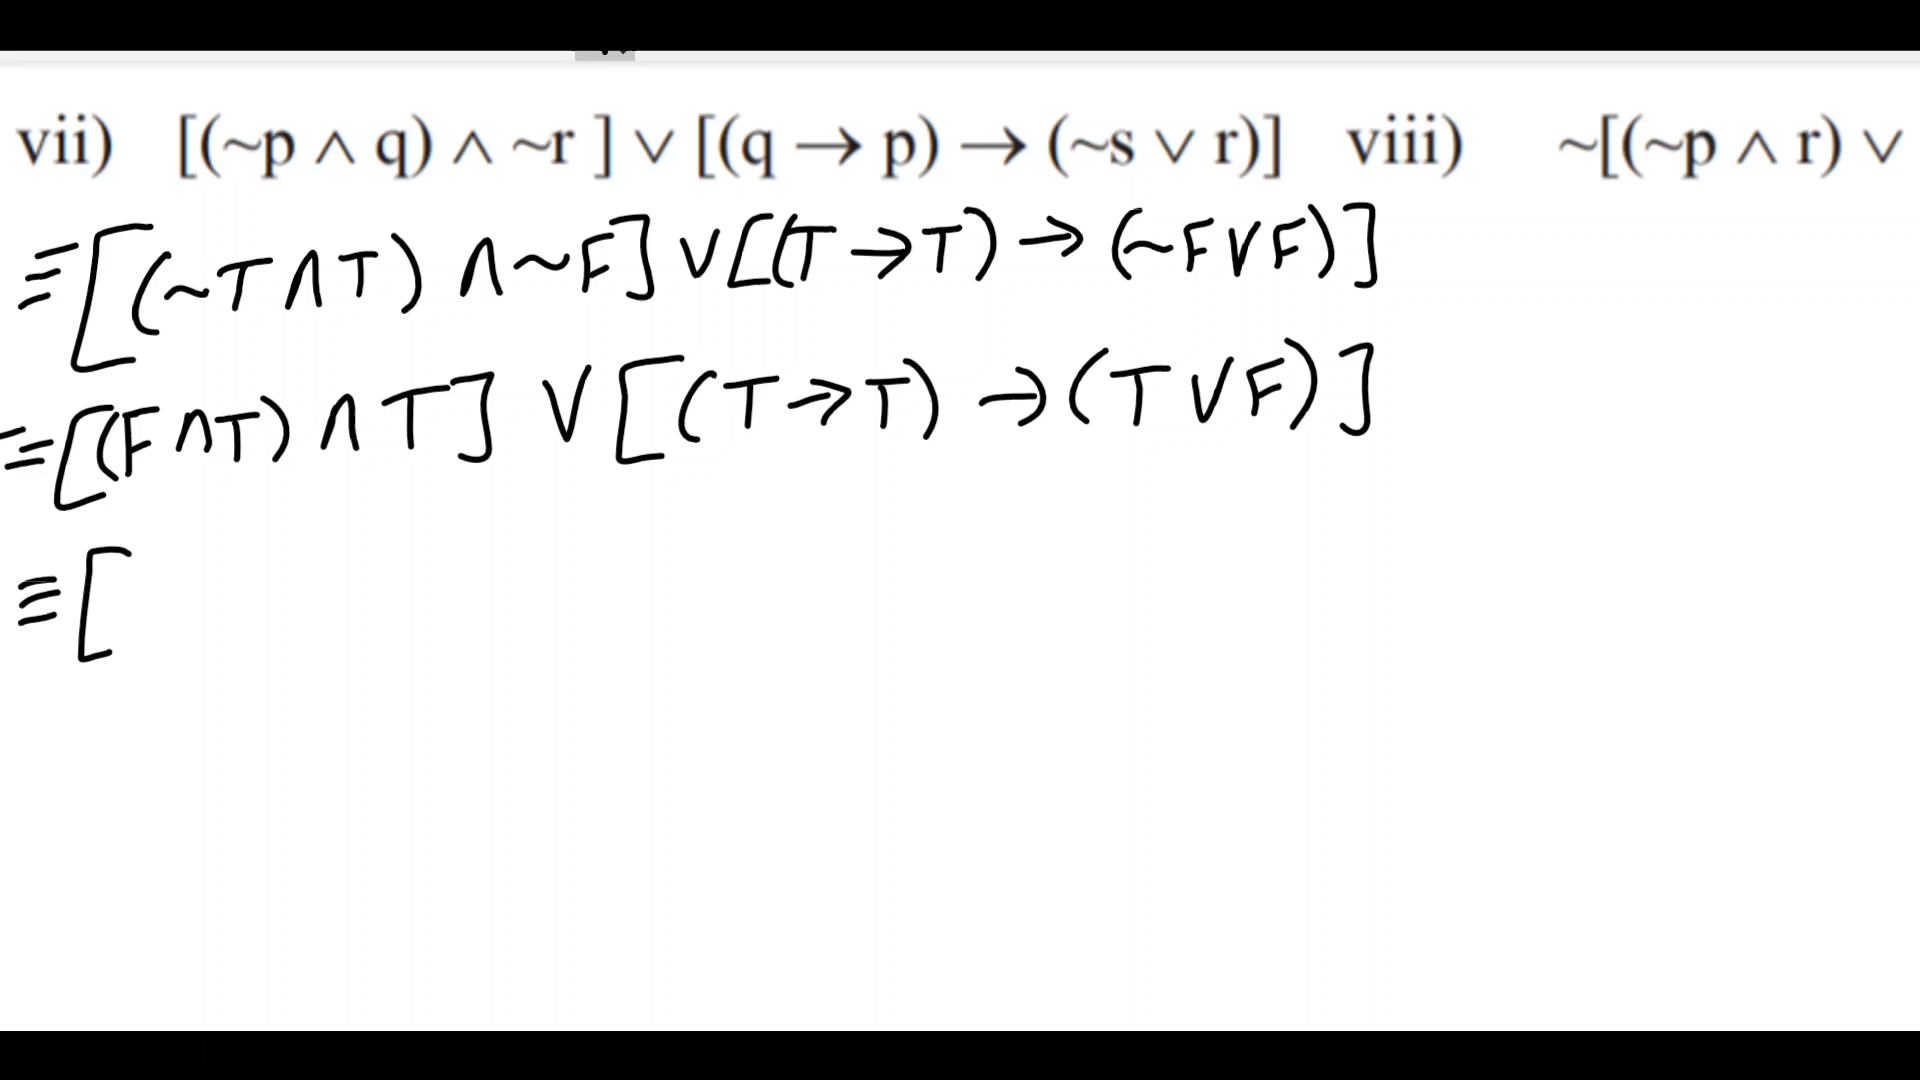 vii) [(~p ∧ q) ∧ ~r ] ∨ [(q → p) → (~s ∨ r)] viii) ~[(~p ∧ r) ∨
≡[(~T∧T) ∧~F]∨[(T→T)→(~F∨F)]
≡[(F∧T)∧T] ∨[(T→T)→(T∨F)]
≡[